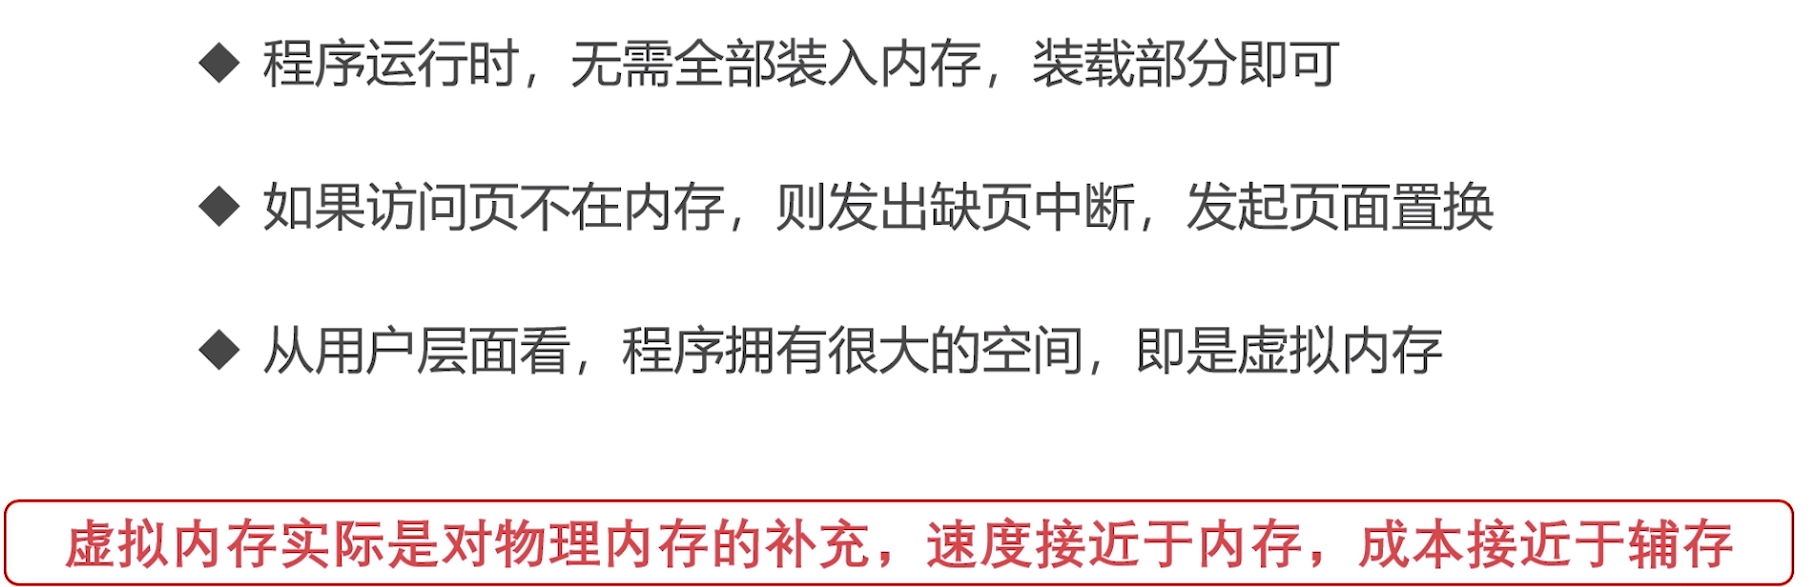 ◆ 程序运行时，无需全部装入内存，装载部分即可
◆ 如果访问页不在内存，则发出缺页中断，发起页面置换
◆ 从用户层面看，程序拥有很大的空间，即是虚拟内存
虚拟内存实际是对物理内存的补充，速度接近于内存，成本接近于辅存